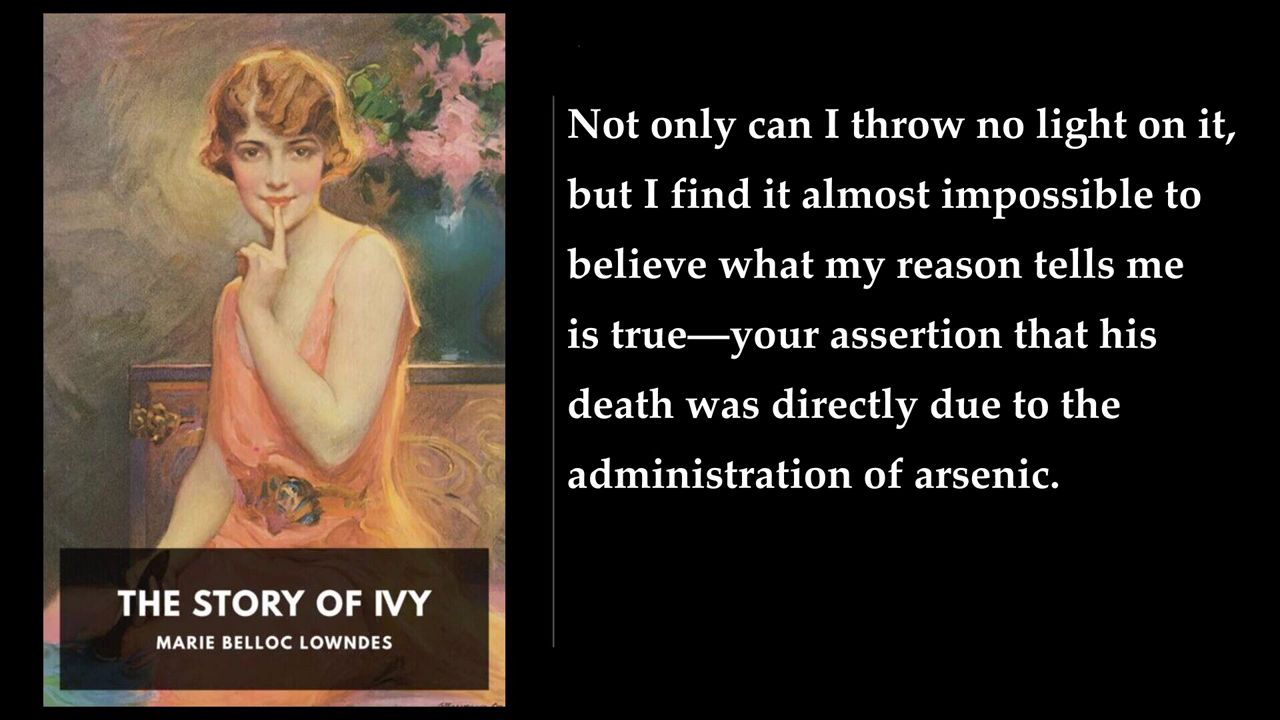 Not only can I throw no light on it,
but I find it almost impossible to
believe what my reason tells me
is true—your assertion that his
death was directly due to the
administration of arsenic.
THE STORY OF IVY
MARIE BELLOC LOWNDES